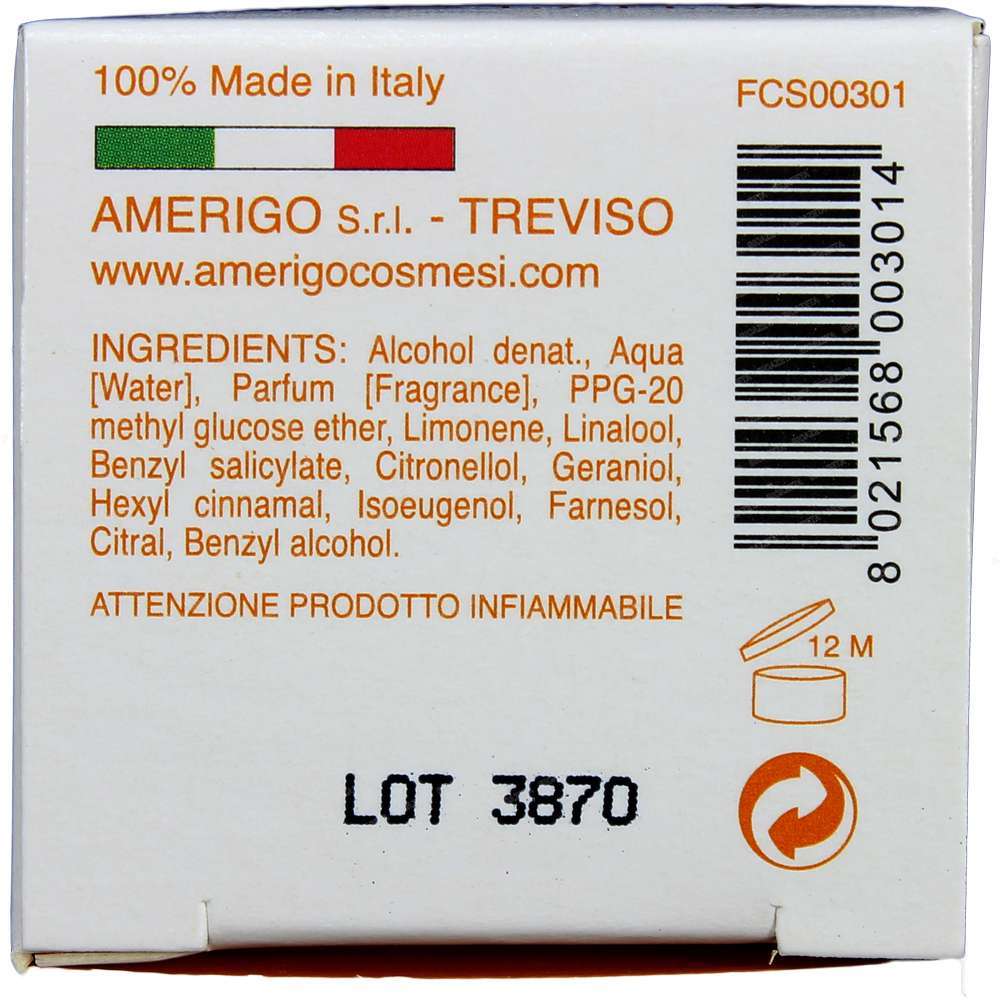 100% Made in Italy
FCS00301
AMERIGO S.r.l. - TREVISO
www.amerigocosmesi.com
INGREDIENTS: Alcohol denat., Aqua
[Water], Parfum [Fragrance], PPG-20
methyl glucose ether, Limonene, Linalool,
Benzyl salicylate, Citronellol, Geraniol,
Hexyl cinnamal, Isoeugenol, Farnesol,
Citral, Benzyl alcohol.
ATTENZIONE PRODOTTO INFIAMMABILE
8 021568 003014
12 M
LOT 3870